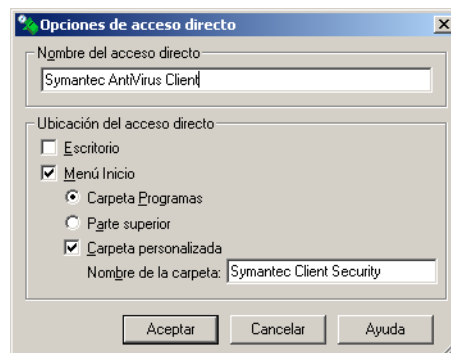 Opciones de acceso directo
Nombre del acceso directo
Symantec AntiVirus Client
Ubicación del acceso directo
Escritorio
Menú Inicio
Carpeta Programas
Parte superior
Carpeta personalizada
Nombre de la carpeta: Symantec Client Security
Aceptar Cancelar Ayuda